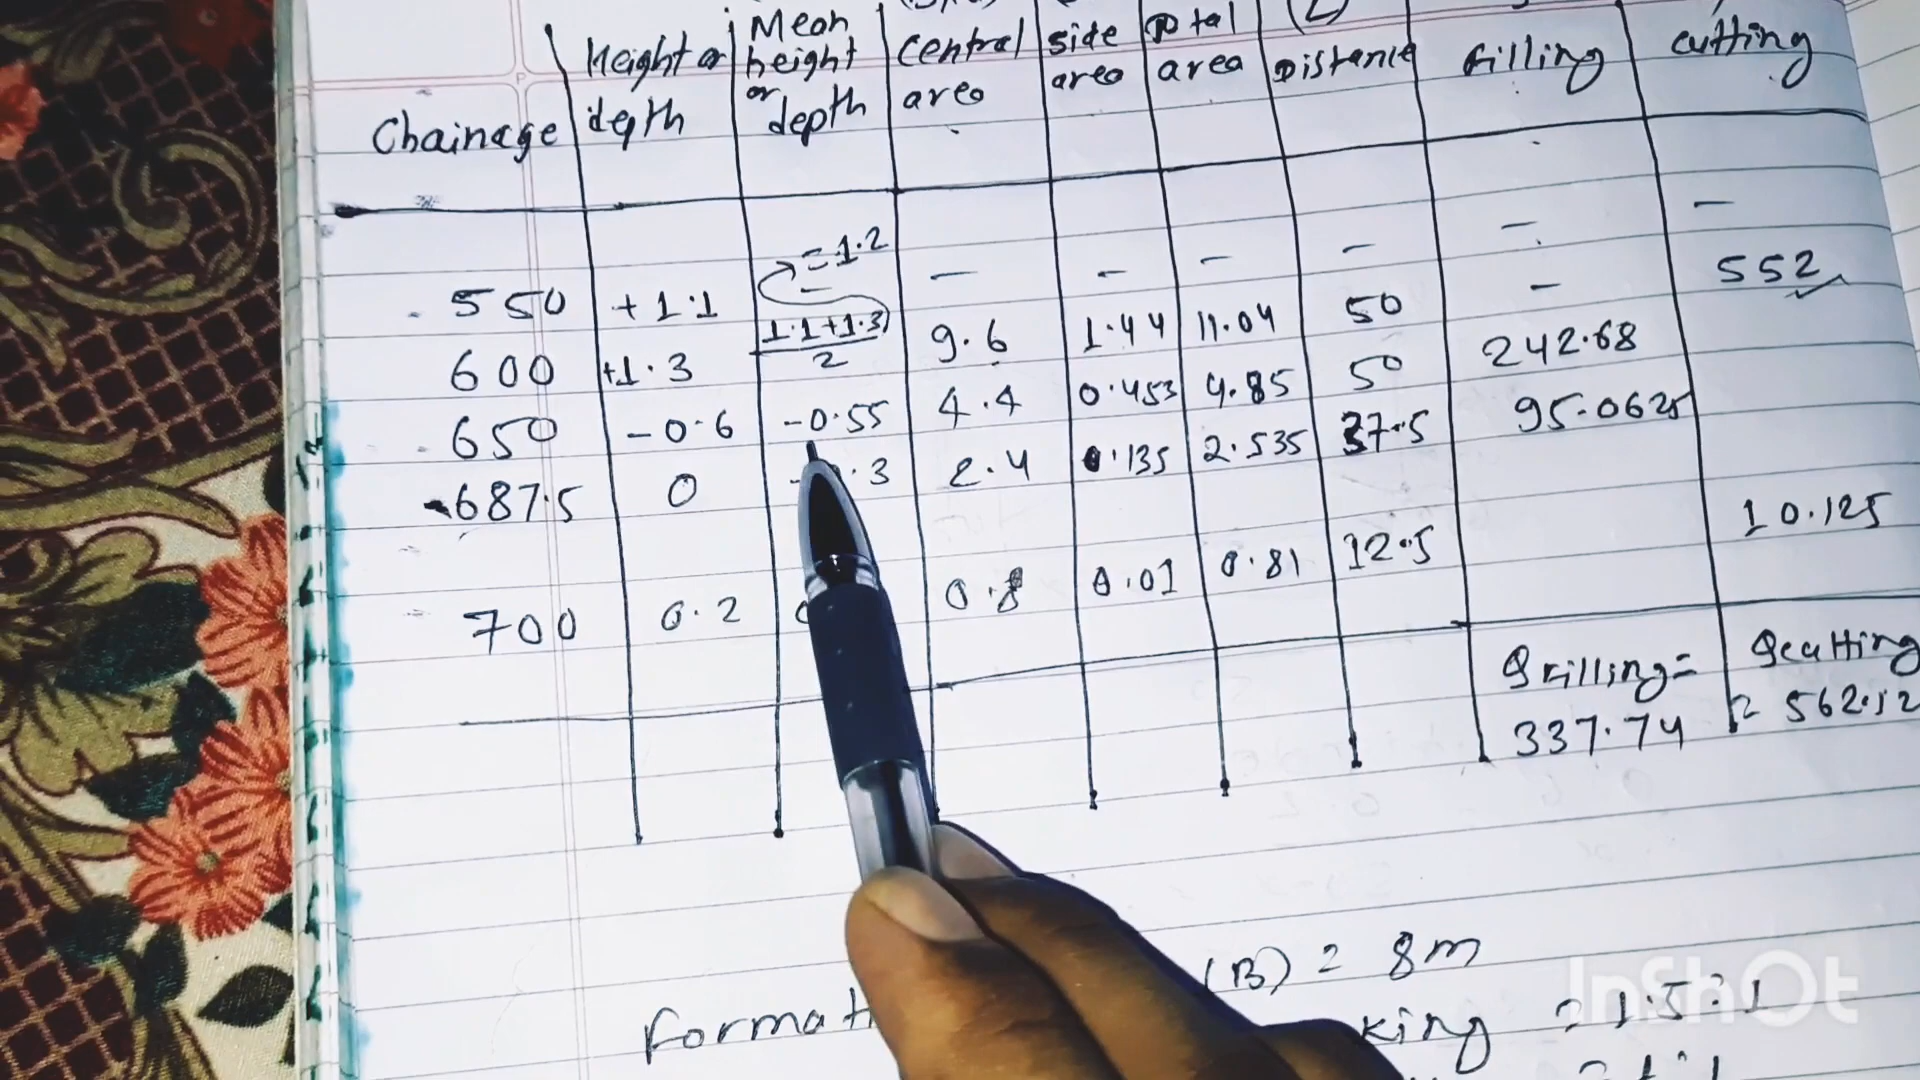 Height or Mean height or depth Central area side area total area (L) Distance filling cutting
Chainage depth
= 1.2
550 +1.1 - - - - - - -
600 +1.3 1.1+1.3/2 9.6 1.44 11.04 50 - 552
650 -0.6 -0.55 4.4 0.453 4.85 50 242.68
687.5 0 .3 2.4 0.135 2.535 37.5 95.0625
700 0.2 0.8 0.01 0.81 12.5 10.125
337.74 = 562.12
(B) = 8m
king = 1.5:1
InShOt